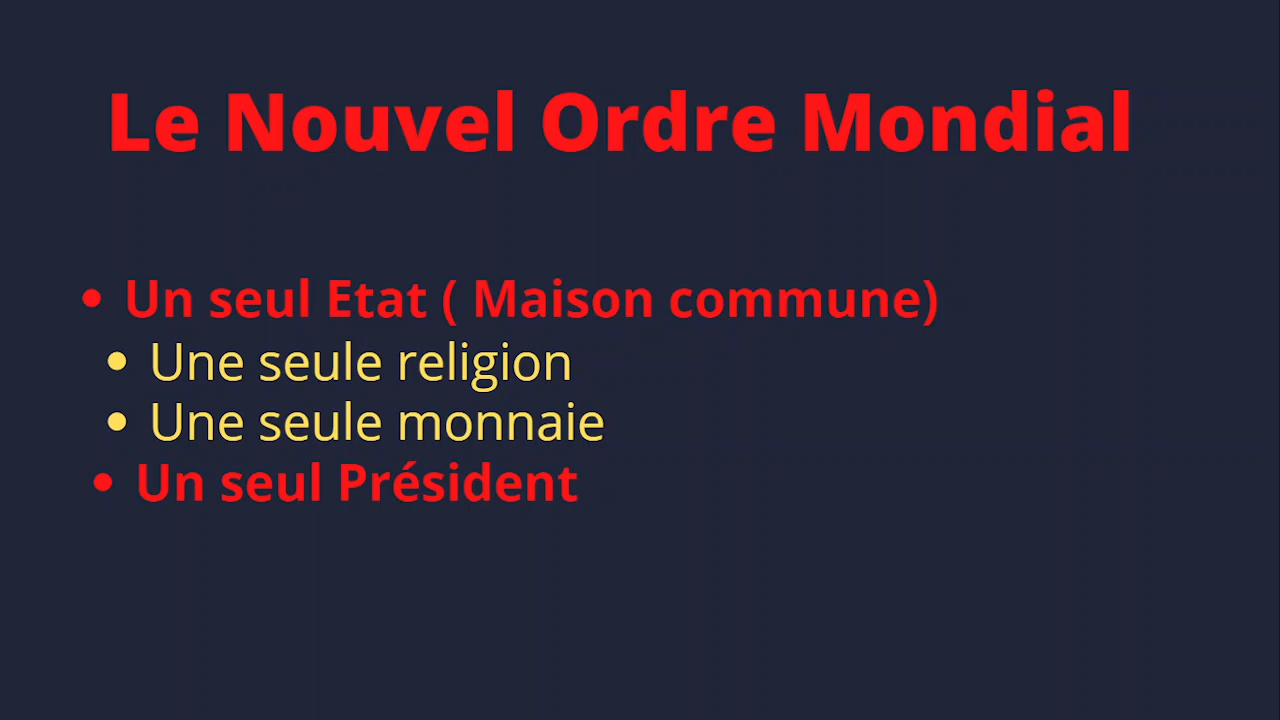 Le Nouvel Ordre Mondial
• Un seul Etat ( Maison commune)
• Une seule religion
• Une seule monnaie
• Un seul Président